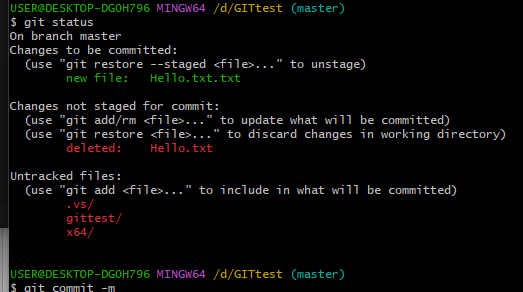 USER@DESKTOP-DGOH796 MINGW64 /d/GITtest (master)
$ git status
On branch master
Changes to be committed:
  (use "git restore --staged <file>..." to unstage)
        new file:   Hello.txt.txt

Changes not staged for commit:
  (use "git add/rm <file>..." to update what will be committed)
  (use "git restore <file>..." to discard changes in working directory)
        deleted:    Hello.txt

Untracked files:
  (use "git add <file>..." to include in what will be committed)
        .vs/
        gittest/
        x64/

USER@DESKTOP-DGOH796 MINGW64 /d/GITtest (master)
$ git commit -m